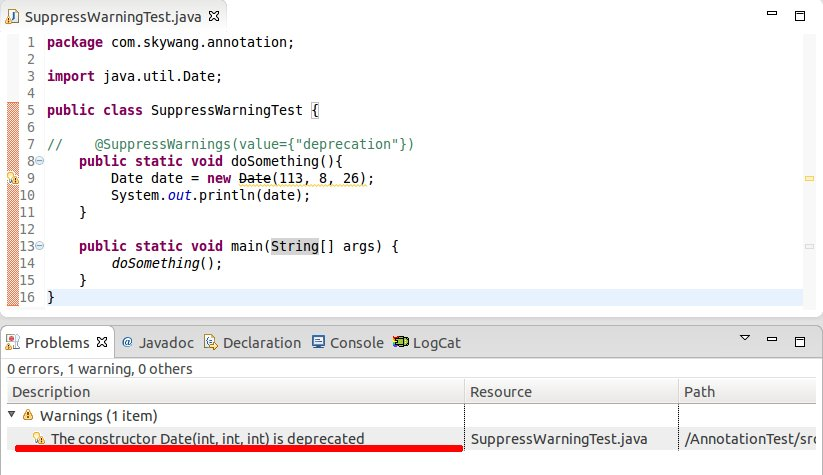 SuppressWarningTest.java
1 package com.skywang.annotation;
2
3 import java.util.Date;
4
5 public class SuppressWarningTest {
6
7 //    @SuppressWarnings(value={"deprecation"})
8     public static void doSomething(){
9         Date date = new Date(113, 8, 26);
10         System.out.println(date);
11     }
12
13     public static void main(String[] args) {
14         doSomething();
15     }
16 }
Problems @ Javadoc Declaration Console LogCat
0 errors, 1 warning, 0 others
Description Resource Path
Warnings (1 item)
The constructor Date(int, int, int) is deprecated SuppressWarningTest.java /AnnotationTest/src